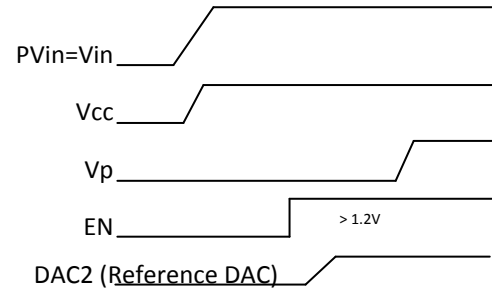 PVin=Vin
Vcc
Vp
EN
> 1.2V
DAC2 (Reference DAC)